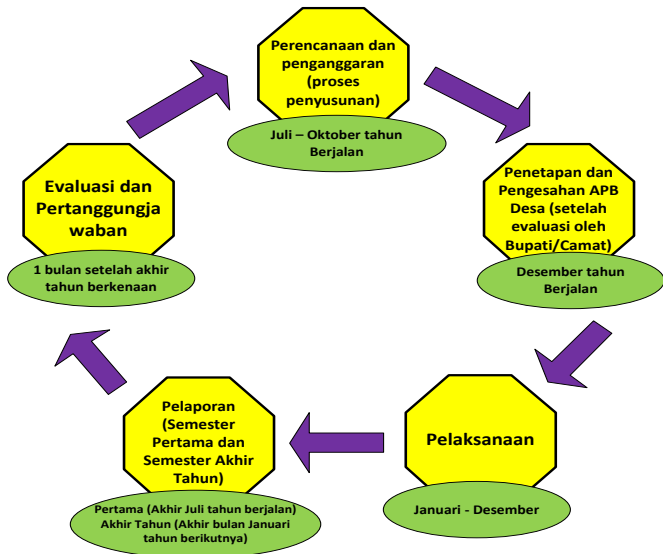 Perencanaan dan
penganggaran
(proses
penyusunan)
Juli – Oktober tahun
Berjalan
Penetapan dan
Pengesahan APB
Desa (setelah
evaluasi oleh
Bupati/Camat)
Desember tahun
Berjalan
Pelaksanaan
Januari - Desember
Pelaporan
(Semester
Pertama dan
Semester Akhir
Tahun)
Pertama (Akhir Juli tahun berjalan)
Akhir Tahun (Akhir bulan Januari
tahun berikutnya)
Evaluasi dan
Pertanggungja
waban
1 bulan setelah akhir
tahun berkenaan